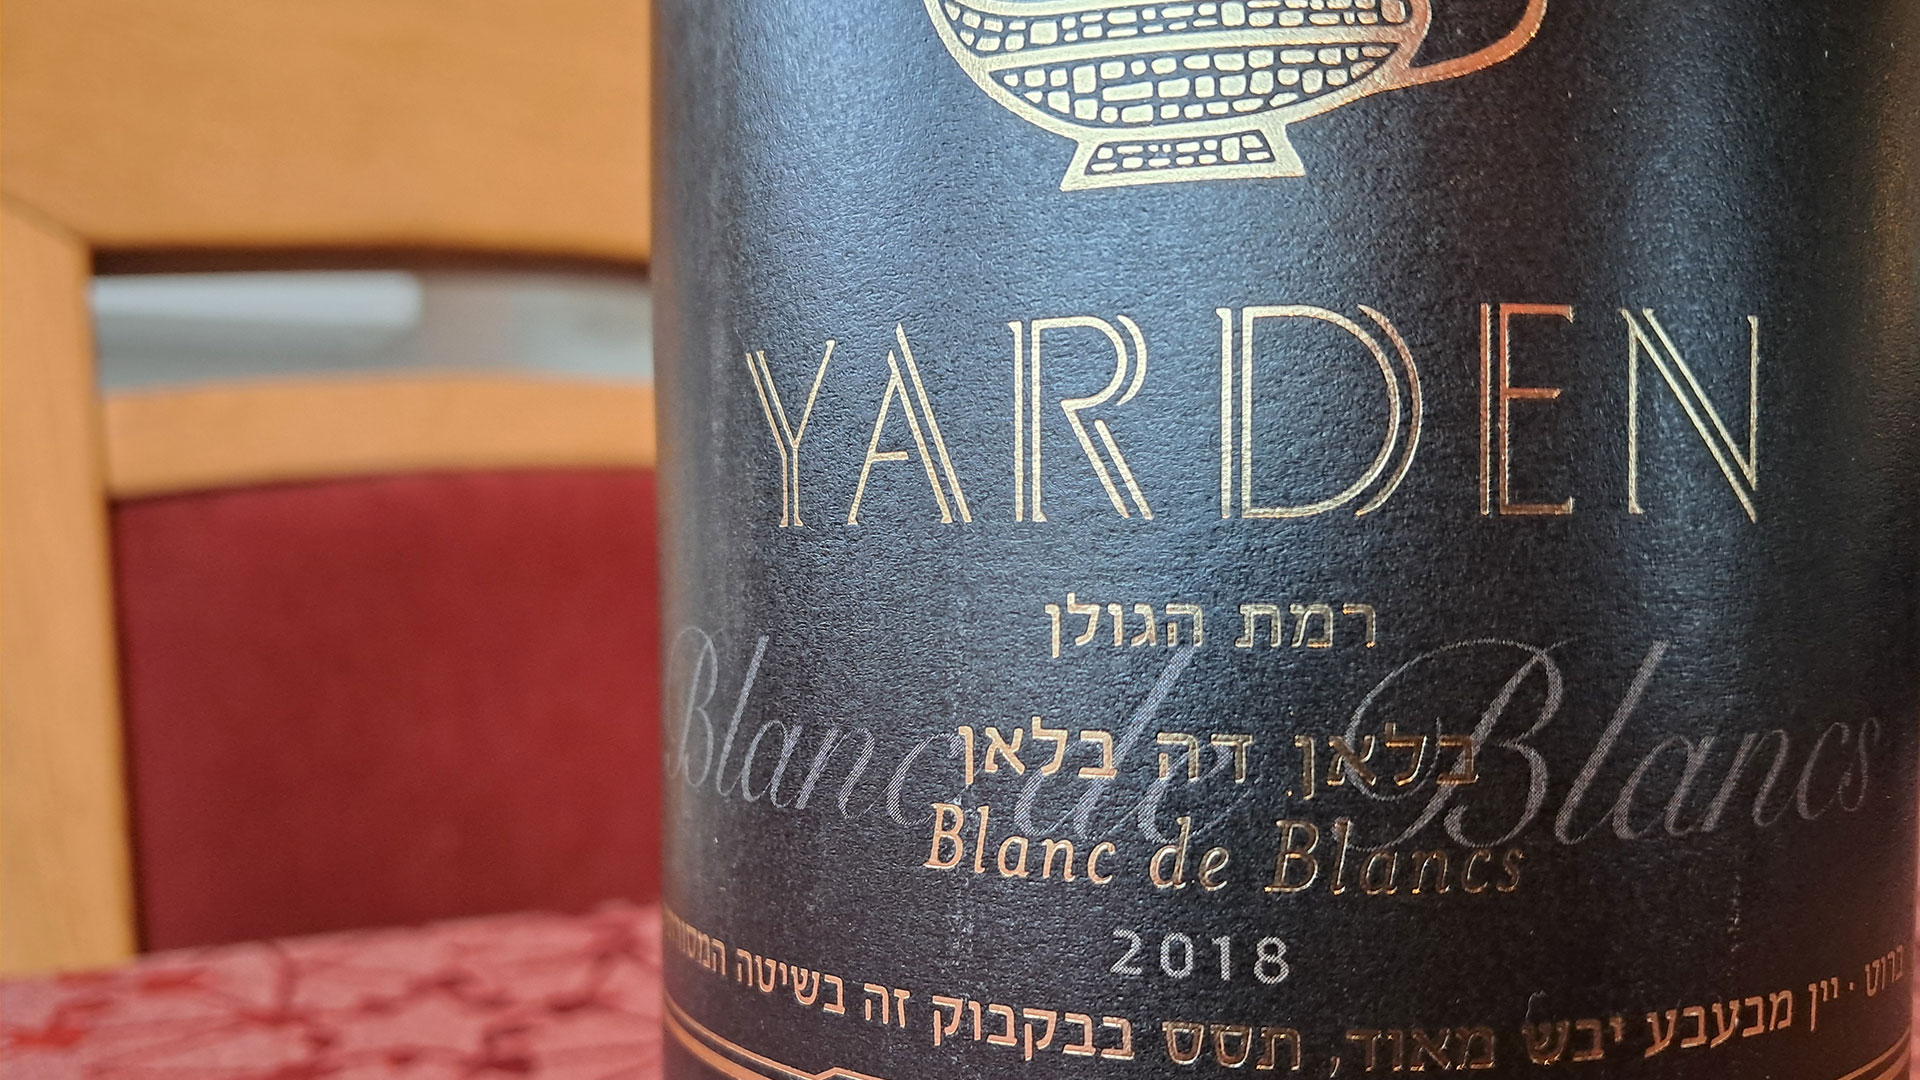 YARDEN
רמת הגולן
Blanc de Blancs
בלאן דה בלאן
Blanc de Blancs
2018
ברוט · יין מבעבע יבש מאוד, תסס בבקבוק זה בשיטה